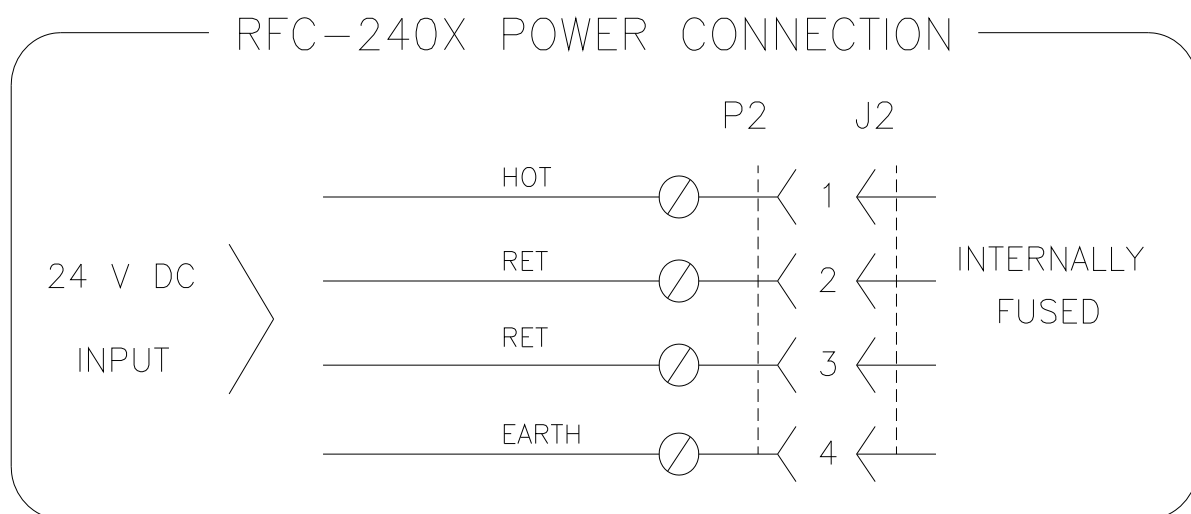 RFC-240X POWER CONNECTION
P2 J2
HOT 1
24 V DC
INPUT
RET 2
RET 3
EARTH 4
INTERNALLY
FUSED